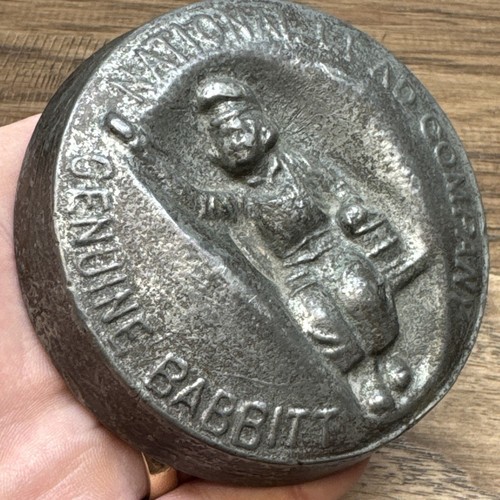 NATIONAL LEAD COMPANY
GENUINE BABBITT